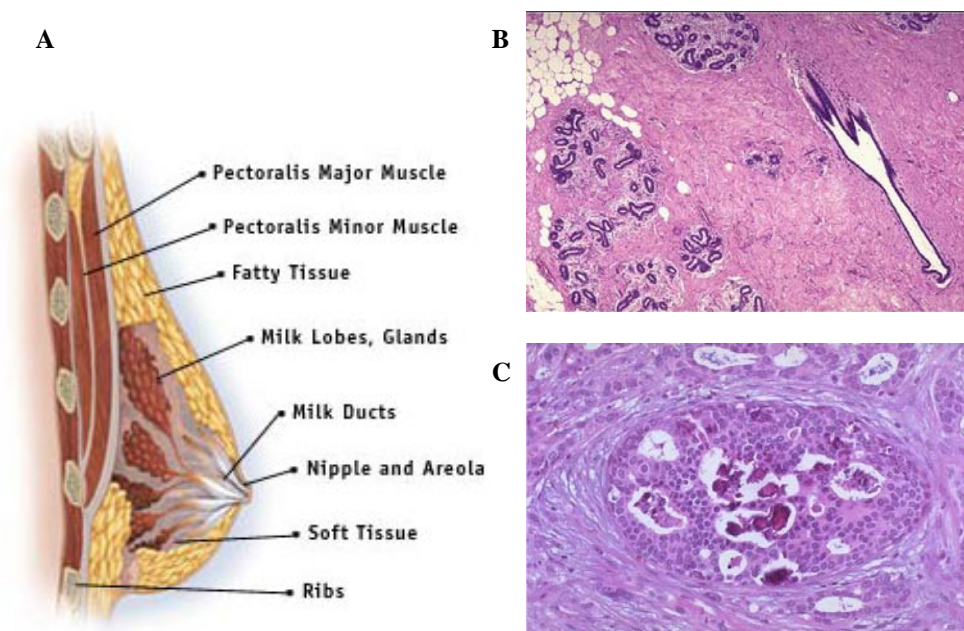 A
Pectoralis Major Muscle
Pectoralis Minor Muscle
Fatty Tissue
Milk Lobes, Glands
Milk Ducts
Nipple and Areola
Soft Tissue
Ribs
B
C